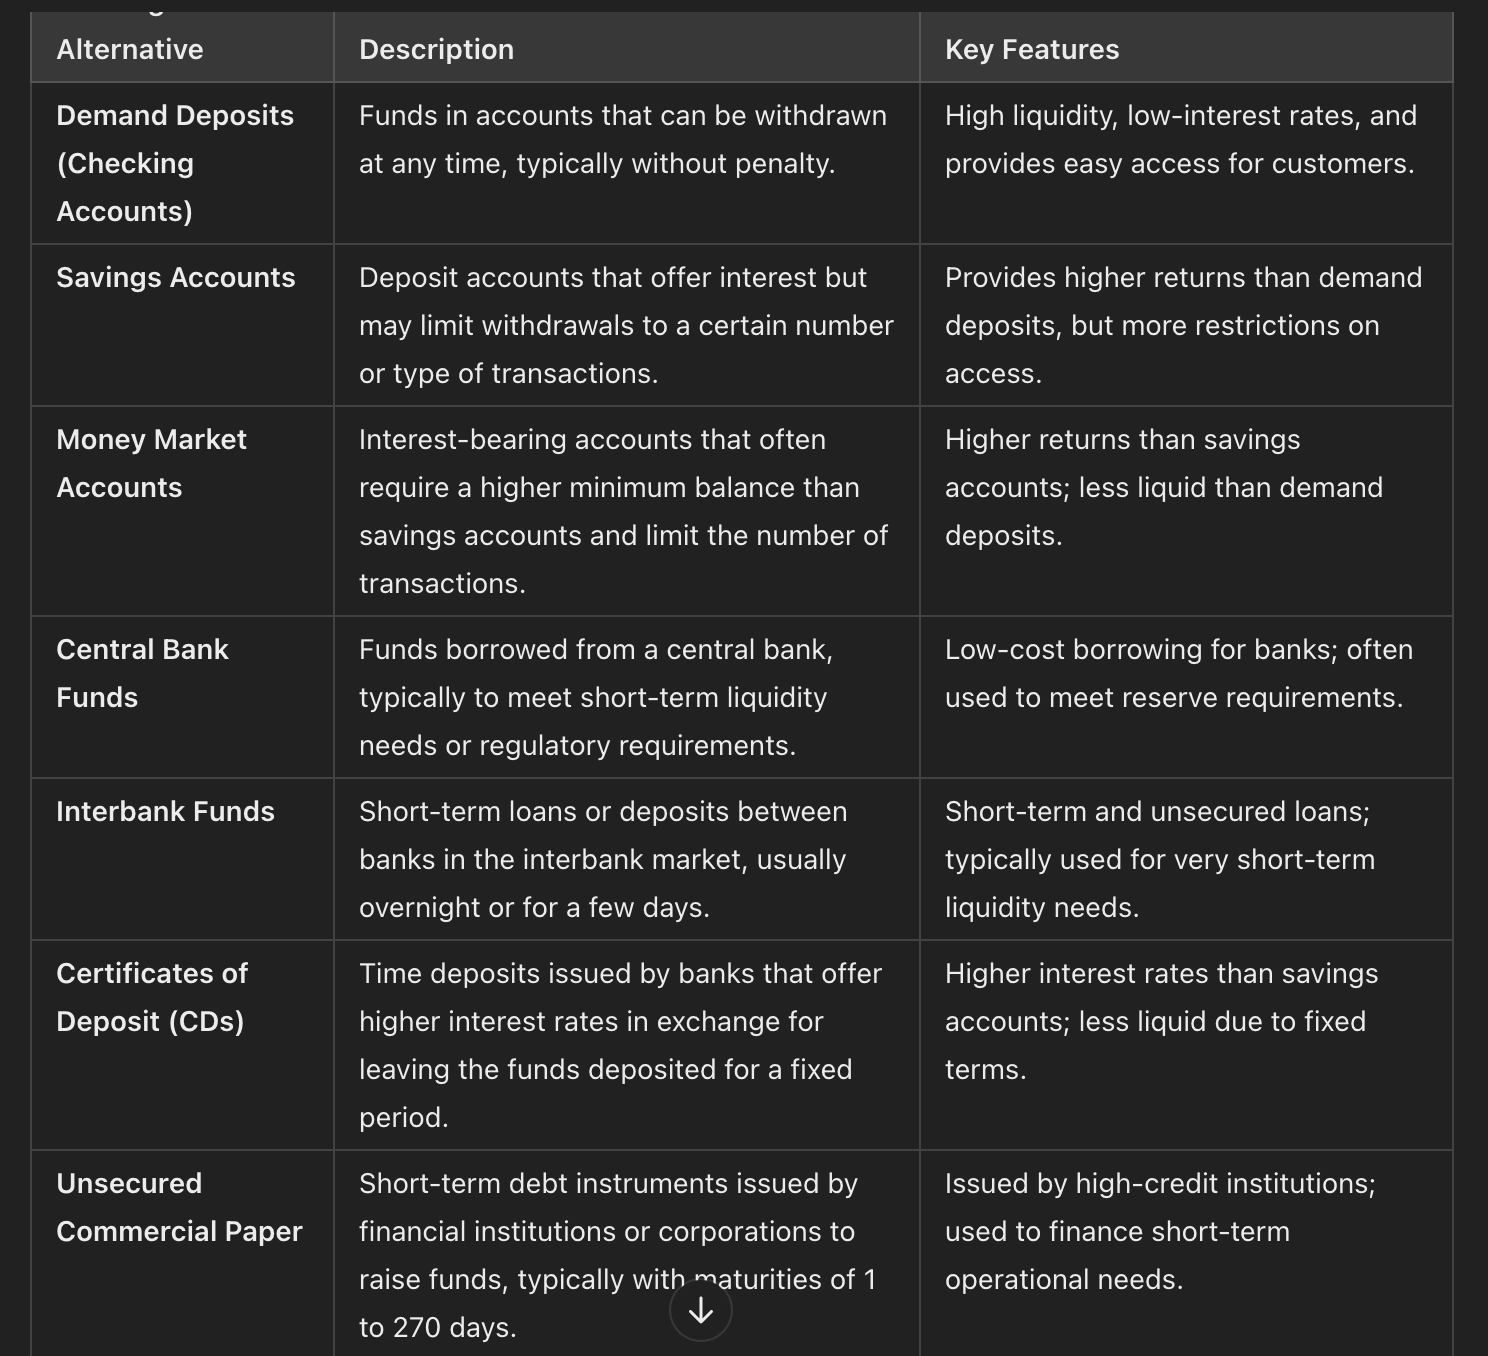 Alternative
Description
Key Features
Demand Deposits
(Checking
Accounts)
Funds in accounts that can be withdrawn
at any time, typically without penalty.
High liquidity, low-interest rates, and
provides easy access for customers.
Savings Accounts
Deposit accounts that offer interest but
may limit withdrawals to a certain number
or type of transactions.
Provides higher returns than demand
deposits, but more restrictions on
access.
Money Market
Accounts
Interest-bearing accounts that often
require a higher minimum balance than
savings accounts and limit the number of
transactions.
Higher returns than savings
accounts; less liquid than demand
deposits.
Central Bank
Funds
Funds borrowed from a central bank,
typically to meet short-term liquidity
needs or regulatory requirements.
Low-cost borrowing for banks; often
used to meet reserve requirements.
Interbank Funds
Short-term loans or deposits between
banks in the interbank market, usually
overnight or for a few days.
Short-term and unsecured loans;
typically used for very short-term
liquidity needs.
Certificates of
Deposit (CDs)
Time deposits issued by banks that offer
higher interest rates in exchange for
leaving the funds deposited for a fixed
period.
Higher interest rates than savings
accounts; less liquid due to fixed
terms.
Unsecured
Commercial Paper
Short-term debt instruments issued by
financial institutions or corporations to
raise funds, typically with maturities of 1
to 270 days.
Issued by high-credit institutions;
used to finance short-term
operational needs.